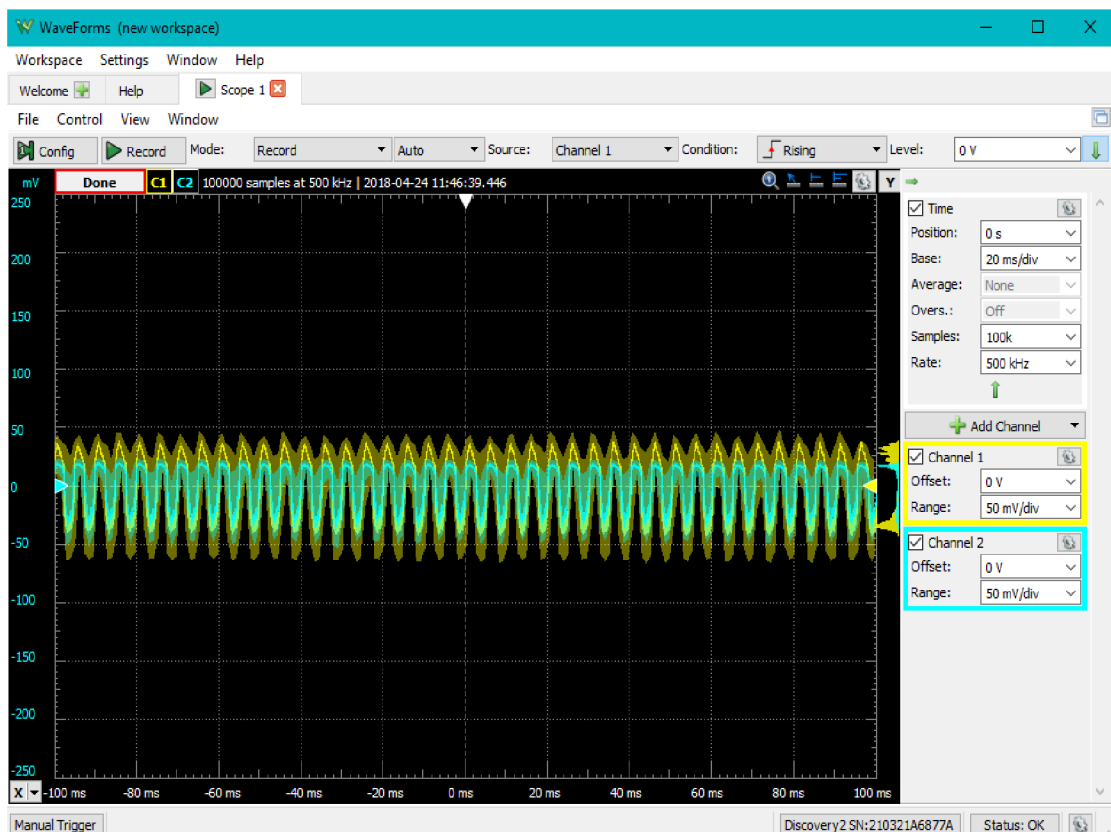 WaveForms (new workspace)
Workspace Settings Window Help
Welcome Help Scope 1
File Control View Window
Config Record Mode: Record Auto Source: Channel 1 Condition: Rising Level: 0 V
mV Done C1 C2 100000 samples at 500 kHz | 2018-04-24 11:46:39.446 Y
250
200
150
100
50
0
-50
-100
-150
-200
-250
X -100 ms -80 ms -60 ms -40 ms -20 ms 0 ms 20 ms 40 ms 60 ms 80 ms 100 ms
Time
Position: 0 s
Base: 20 ms/div
Average: None
Overs.: Off
Samples: 100k
Rate: 500 kHz
Add Channel
Channel 1
Offset: 0 V
Range: 50 mV/div
Channel 2
Offset: 0 V
Range: 50 mV/div
Manual Trigger Discovery2 SN:210321A6877A Status: OK